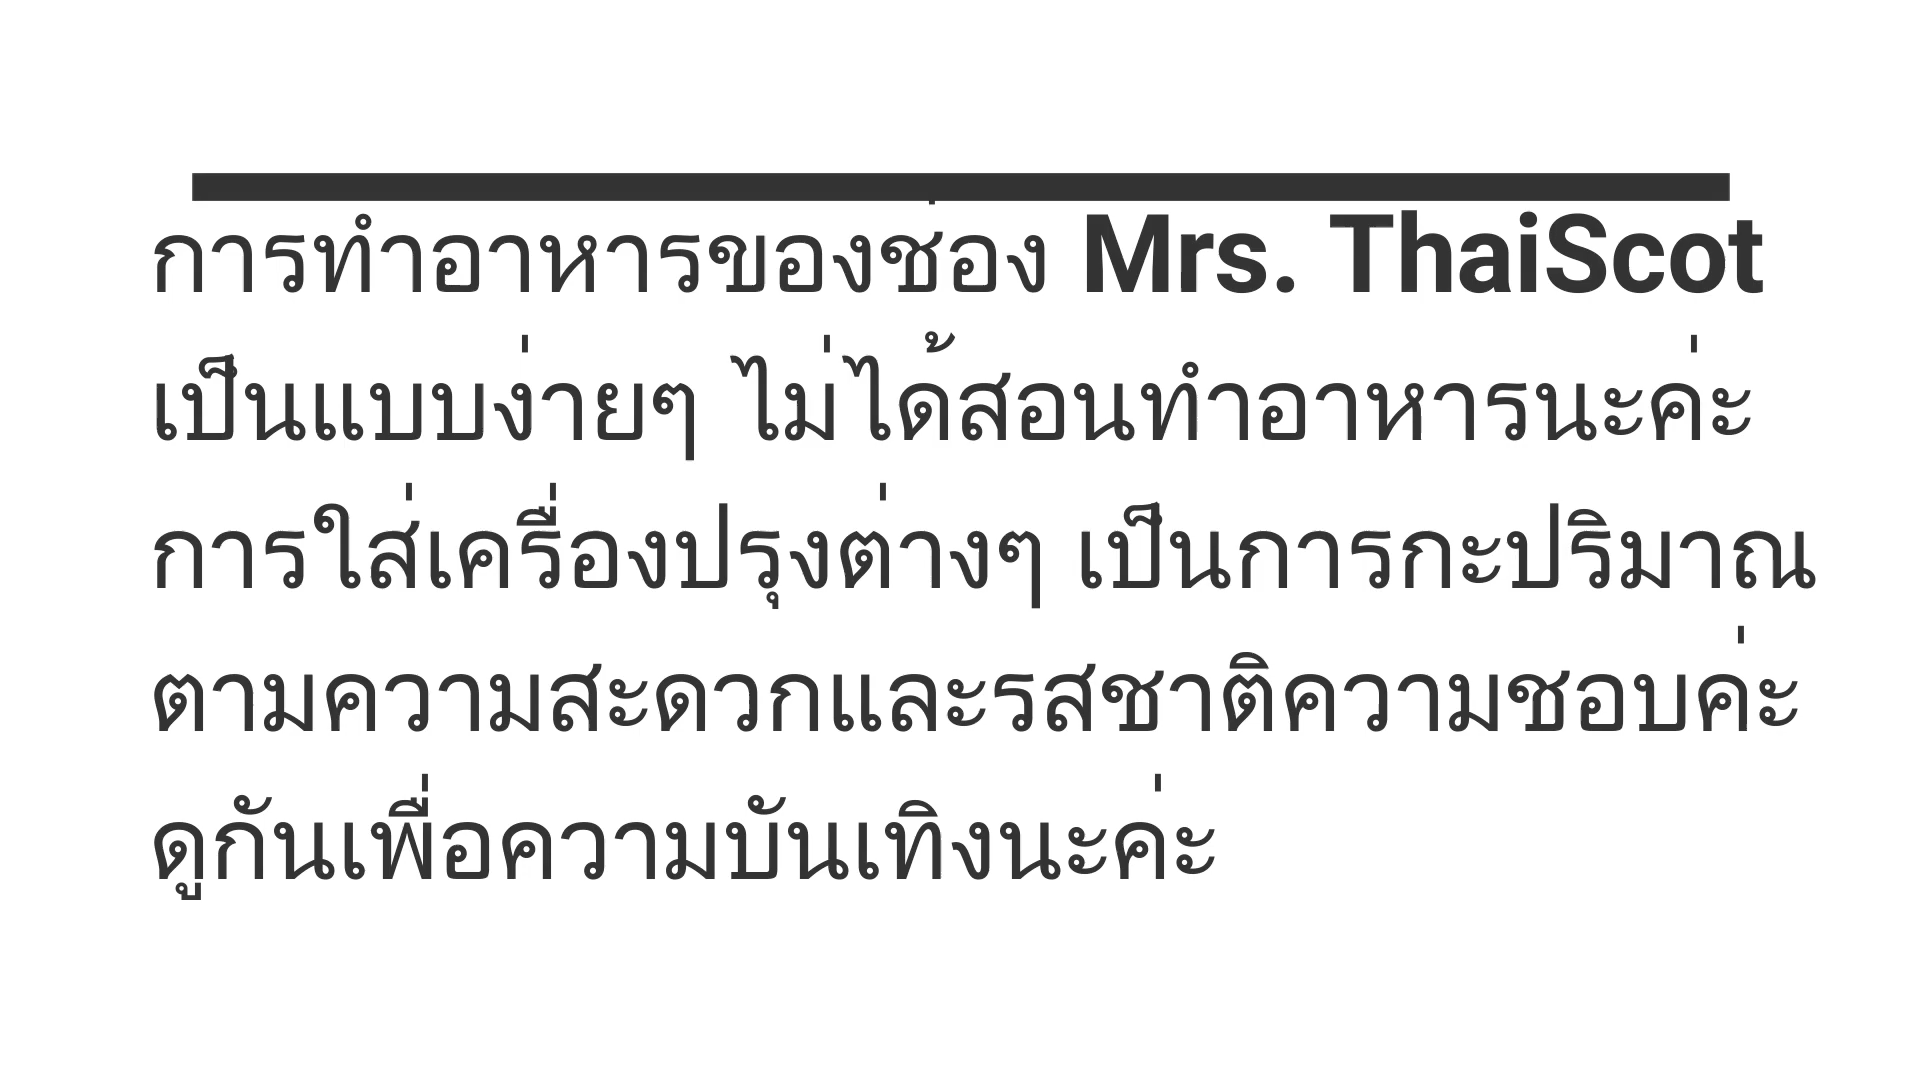 การทำอาหารของช่อง Mrs. ThaiScot
เป็นแบบง่ายๆ ไม่ได้สอนทำอาหารนะค่ะ
การใส่เครื่องปรุงต่างๆ เป็นการกะปริมาณ
ตามความสะดวกและรสชาติความชอบค่ะ
ดูกันเพื่อความบันเทิงนะค่ะ